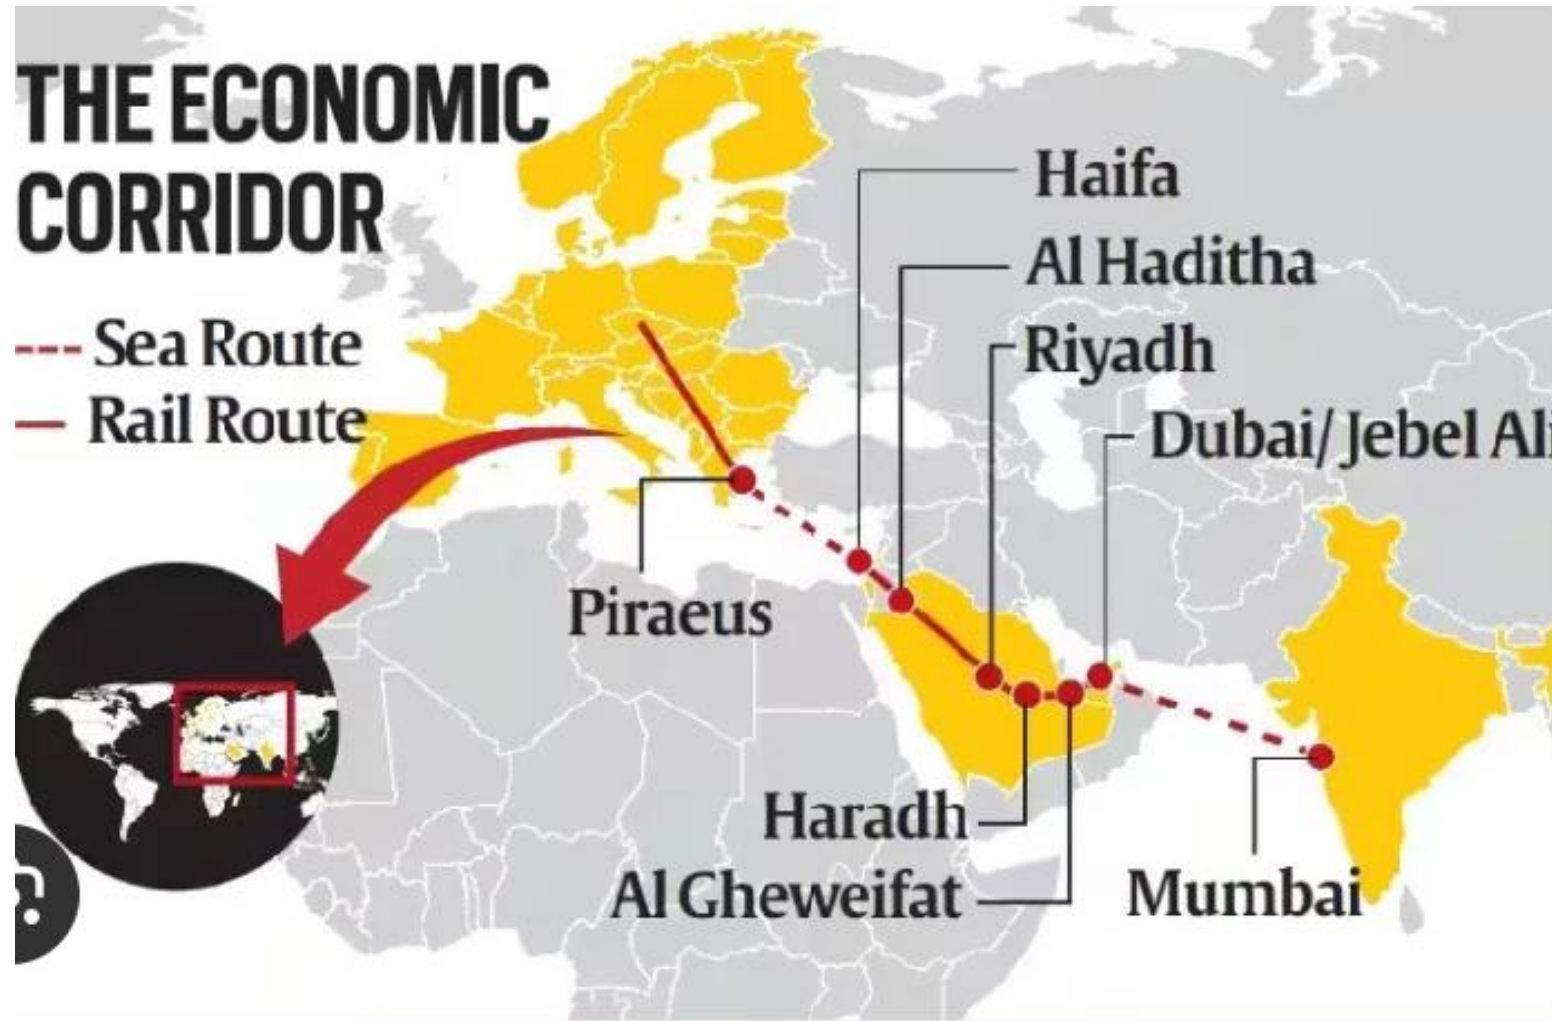 THE ECONOMIC
CORRIDOR
Sea Route
Rail Route
Haifa
Al Haditha
Riyadh
Dubai/Jebel Ali
Piraeus
Haradh
Al Gheweifat
Mumbai